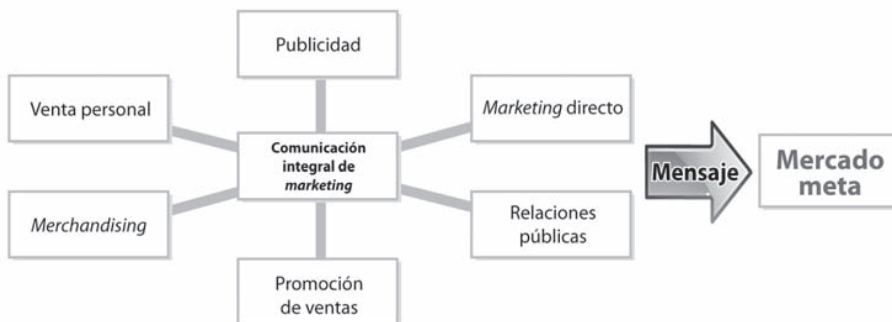 Publicidad
Venta personal
Marketing directo
Comunicación
integral de
marketing
Mensaje
Mercado
meta
Merchandising
Relaciones
públicas
Promoción
de ventas